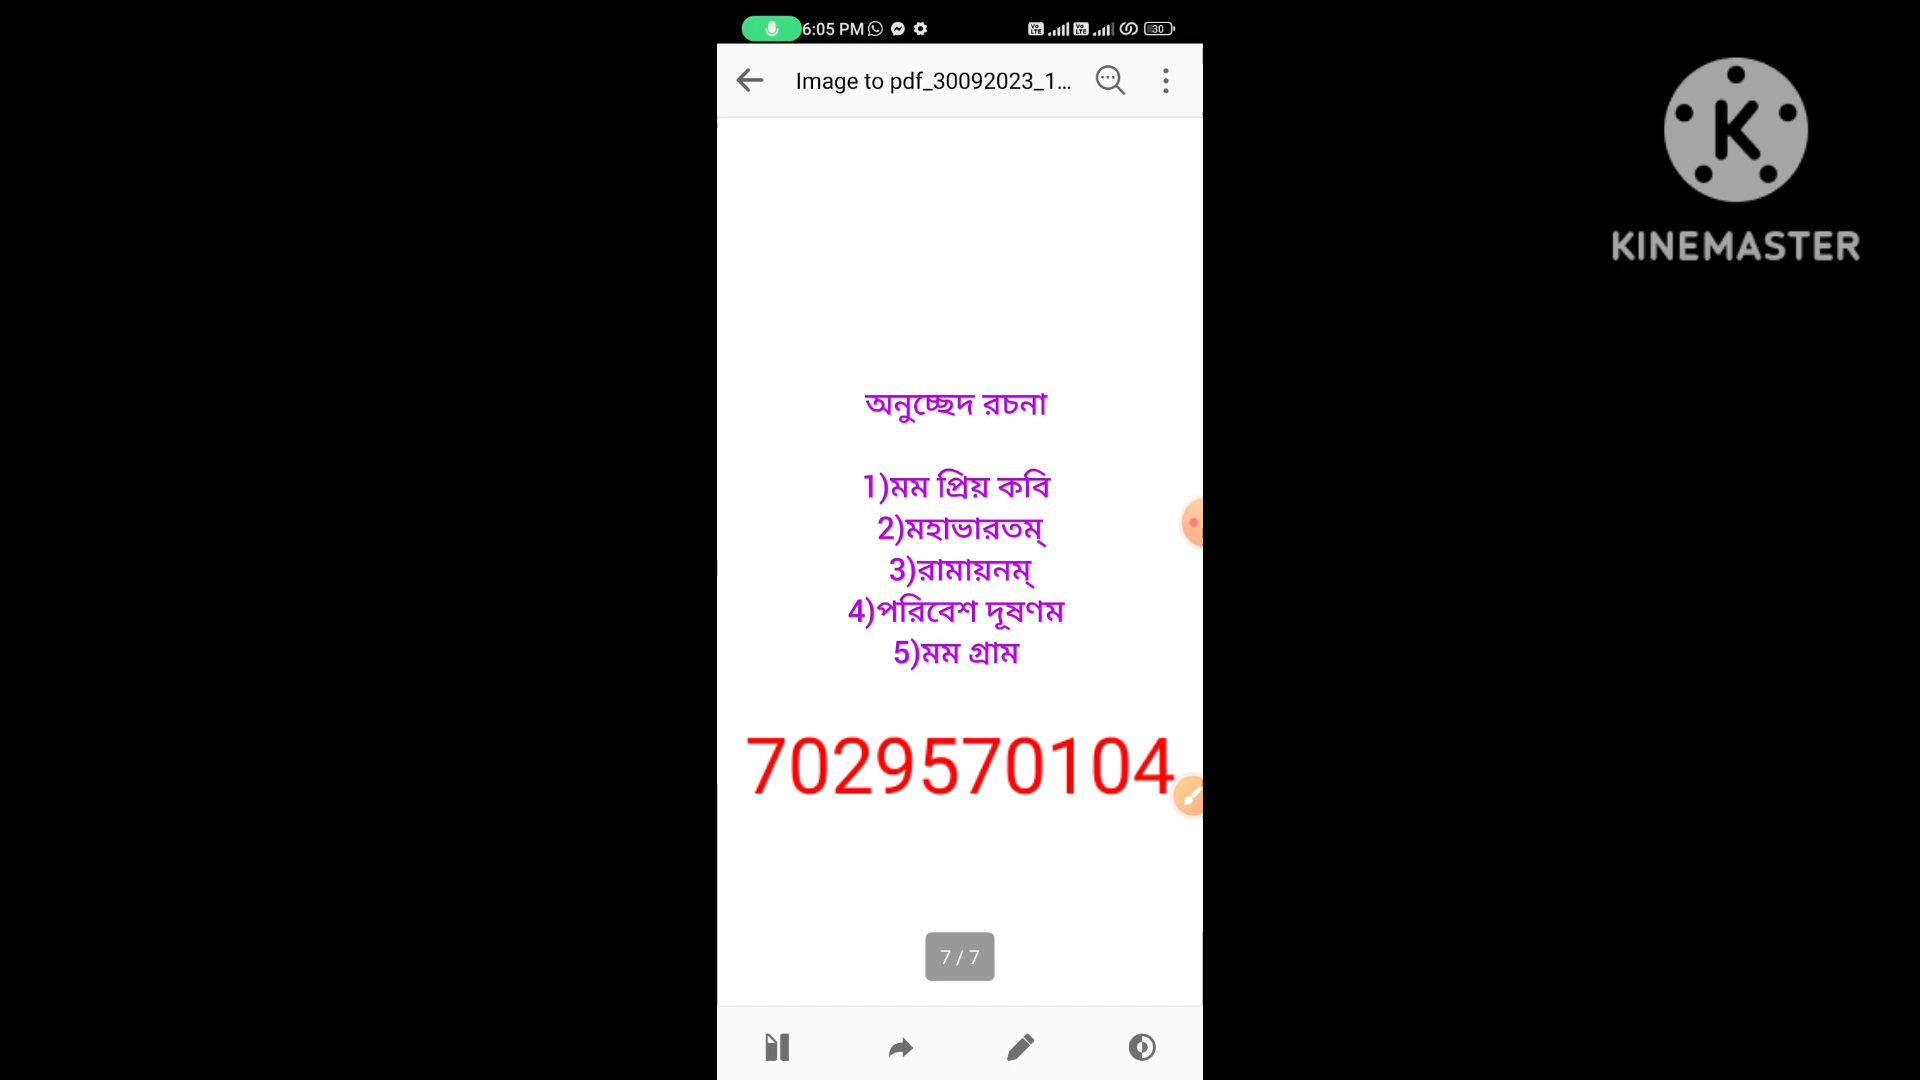 6:05 PM
30
Image to pdf_30092023_1...
KINEMASTER
অনুচ্ছেদ রচনা
1)মম প্রিয় কবি
2)মহাভারতম্
3)রামায়নম্
4)পরিবেশ দূষণম
5)মম গ্রাম
7029570104
7 / 7